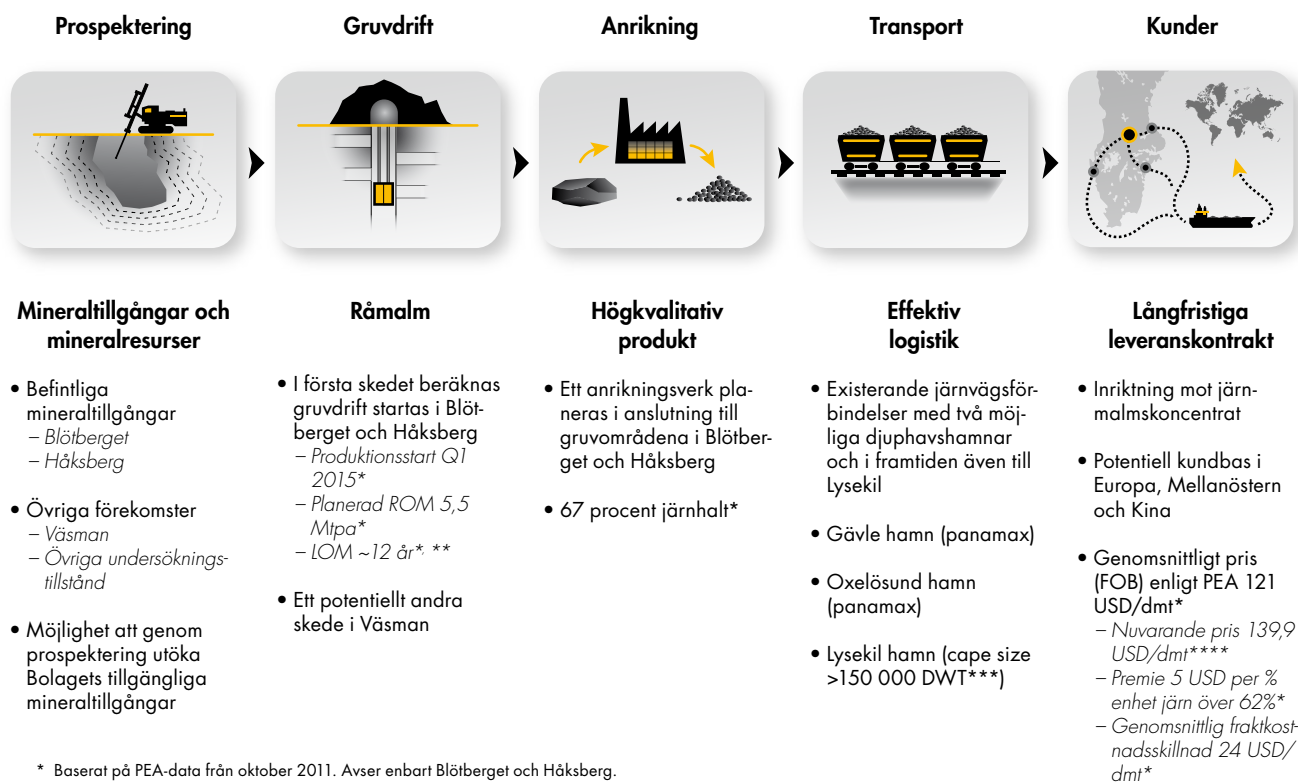 Prospektering
Gruvdrift
Anrikning
Transport
Kunder
Mineraltillgångar och
mineralresurser
• Befintliga
mineraltillgångar
– Blötberget
– Håksberg
• Övriga förekomster
– Väsman
– Övriga undersöknings-
tillstånd
• Möjlighet att genom
prospektering utöka
Bolagets tillgängliga
mineraltillgångar
Råmalm
• I första skedet beräknas
gruvdrift startas i Blöt-
berget och Håksberg
– Produktionsstart Q1
2015*
– Planerad ROM 5,5
Mtpa*
– LOM ~12 år*, **
• Ett potentiellt andra
skede i Väsman
Högkvalitativ
produkt
• Ett anrikningsverk pla-
neras i anslutning till
gruvområdena i Blötber-
get och Håksberg
• 67 procent järnhalt*
Effektiv
logistik
• Existerande järnvägsför-
bindelser med två möj-
liga djuphavshamnar
och i framtiden även till
Lysekil
• Gävle hamn (panamax)
• Oxelösund hamn
(panamax)
• Lysekil hamn (cape size
>150 000 DWT***)
Långfristiga
leveranskontrakt
• Inriktning mot järn-
malmskoncentrat
• Potentiell kundbas i
Europa, Mellanöstern
och Kina
• Genomsnittligt pris
(FOB) enligt PEA 121
USD/dmt*
– Nuvarande pris 139,9
USD/dmt****
– Premie 5 USD per %
enhet järn över 62%*
– Genomsnittlig fraktkost-
nadsskillnad 24 USD/
dmt*
* Baserat på PEA-data från oktober 2011. Avser enbart Blötberget och Håksberg.